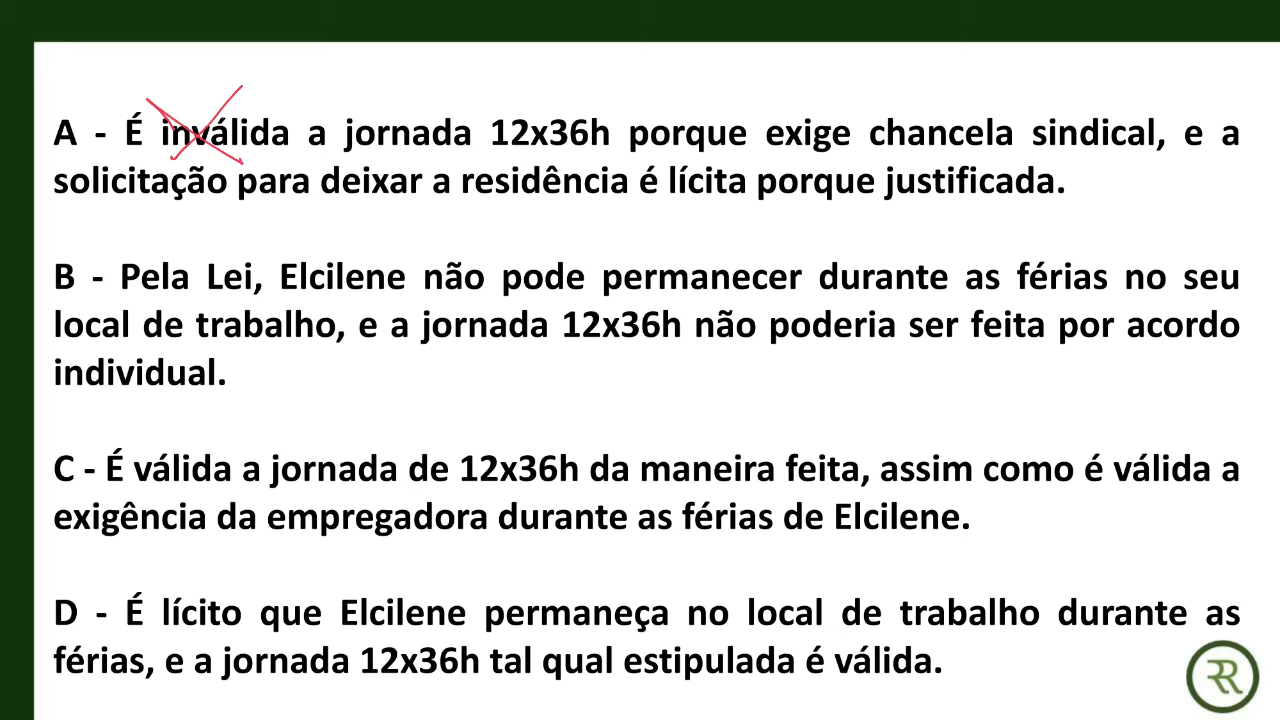 A - É inválida a jornada 12x36h porque exige chancela sindical, e a
solicitação para deixar a residência é lícita porque justificada.
B - Pela Lei, Elcilene não pode permanecer durante as férias no seu
local de trabalho, e a jornada 12x36h não poderia ser feita por acordo
individual.
C - É válida a jornada de 12x36h da maneira feita, assim como é válida a
exigência da empregadora durante as férias de Elcilene.
D - É lícito que Elcilene permaneça no local de trabalho durante as
férias, e a jornada 12x36h tal qual estipulada é válida.